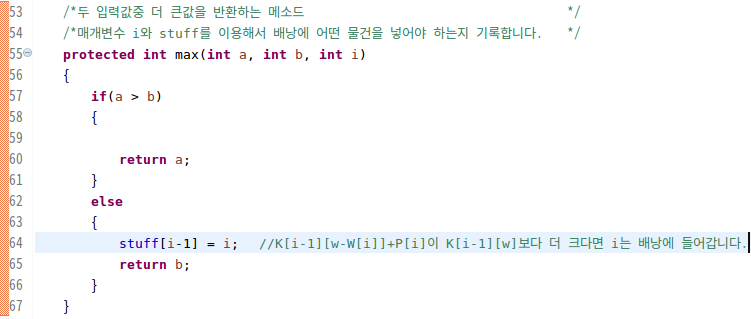 53 /*두 입력값중 더 큰값을 반환하는 메소드 */
54 /*매개변수 i와 stuff를 이용해서 배낭에 어떤 물건을 넣어야 하는지 기록합니다. */
55 protected int max(int a, int b, int i)
56 {
57 if(a > b)
58 {
59
60 return a;
61 }
62 else
63 {
64 stuff[i-1] = i; //K[i-1][w-W[i]]+P[i]이 K[i-1][w]보다 더 크다면 i는 배낭에 들어갑니다.
65 return b;
66 }
67 }